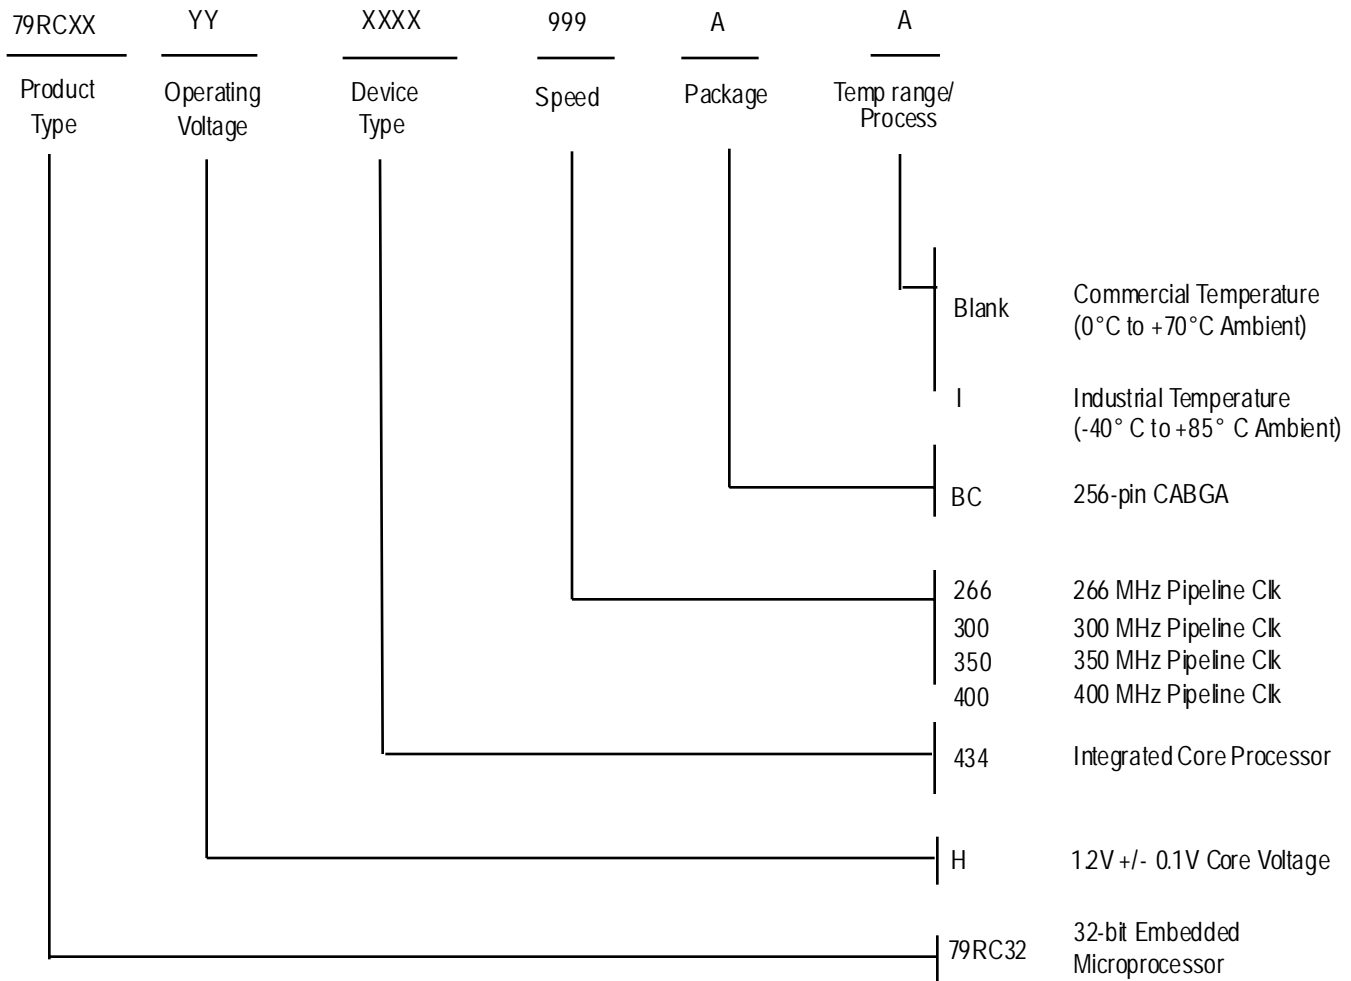 79RCXX YY XXXX 999 A A
Product Type
Operating Voltage
Device Type
Speed
Package
Temp range/ Process
Blank Commercial Temperature
(0°C to +70°C Ambient)
I Industrial Temperature
(-40° C to +85° C Ambient)
BC 256-pin CABGA
266 266 MHz Pipeline Clk
300 300 MHz Pipeline Clk
350 350 MHz Pipeline Clk
400 400 MHz Pipeline Clk
434 Integrated Core Processor
H 1.2V +/- 0.1V Core Voltage
79RC32 32-bit Embedded
Microprocessor